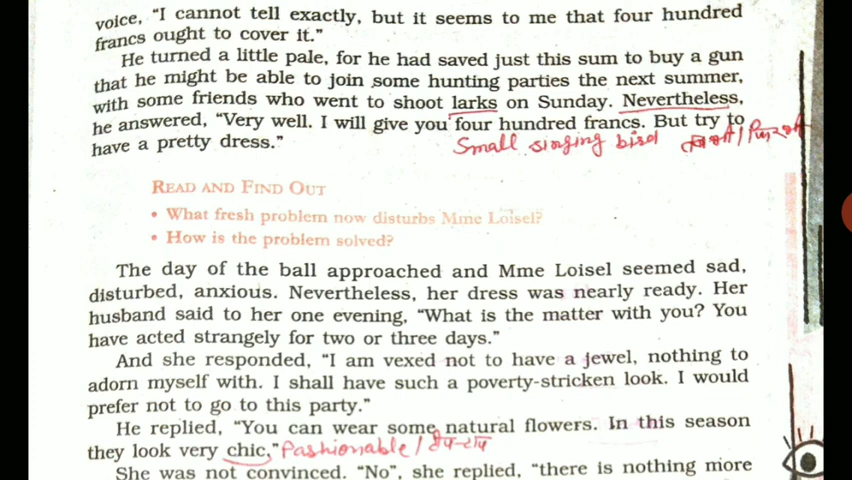 voice, “I cannot tell exactly, but it seems to me that four hundred
francs ought to cover it.”
He turned a little pale, for he had saved just this sum to buy a gun
that he might be able to join some hunting parties the next summer,
with some friends who went to shoot larks on Sunday. Nevertheless,
he answered, “Very well. I will give you four hundred francs. But try to
have a pretty dress.”
Small singing bird
READ AND FIND OUT
• What fresh problem now disturbs Mme Loisel?
• How is the problem solved?
The day of the ball approached and Mme Loisel seemed sad,
disturbed, anxious. Nevertheless, her dress was nearly ready. Her
husband said to her one evening, “What is the matter with you? You
have acted strangely for two or three days.”
And she responded, “I am vexed not to have a jewel, nothing to
adorn myself with. I shall have such a poverty-stricken look. I would
prefer not to go to this party.”
He replied, “You can wear some natural flowers. In this season
they look very chic,” Pashionable /
She was not convinced. “No”, she replied, “there is nothing more